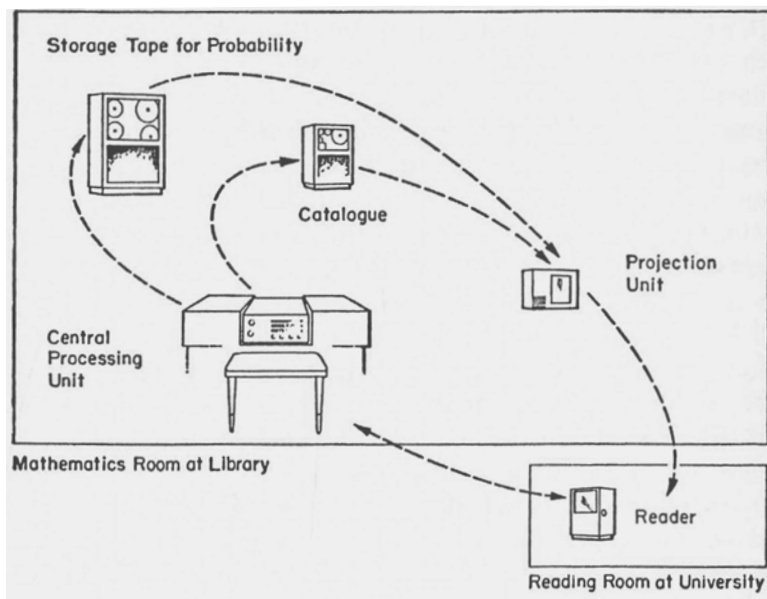 Storage Tape for Probability
Catalogue
Projection
Unit
Central
Processing
Unit
Mathematics Room at Library
Reader
Reading Room at University